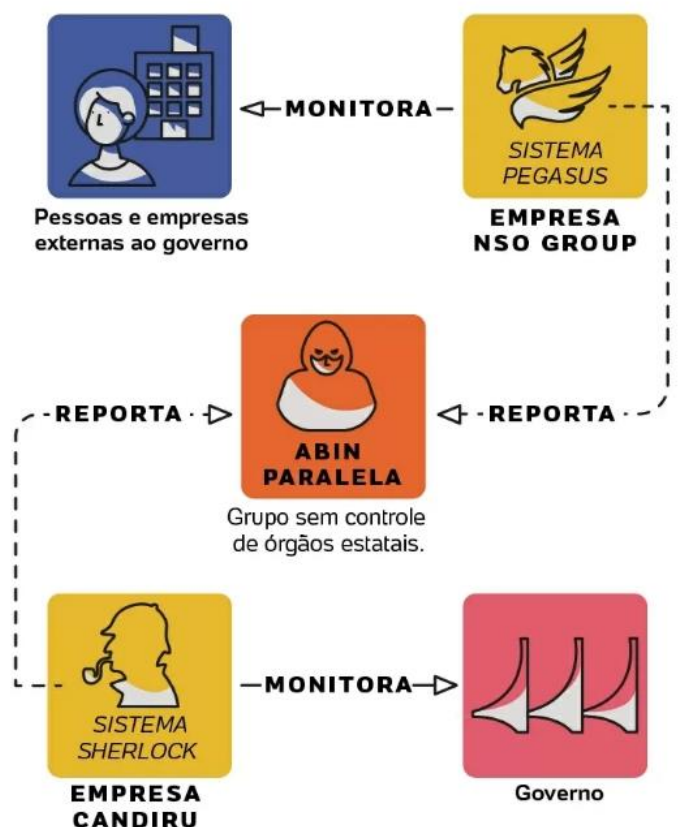 MONITORA
SISTEMA
PEGASUS
Pessoas e empresas
externas ao governo
EMPRESA
NSO GROUP
REPORTA
REPORTA
ABIN
PARALELA
Grupo sem controle
de órgãos estatais.
MONITORA
SISTEMA
SHERLOCK
EMPRESA
CANDIRU
Governo